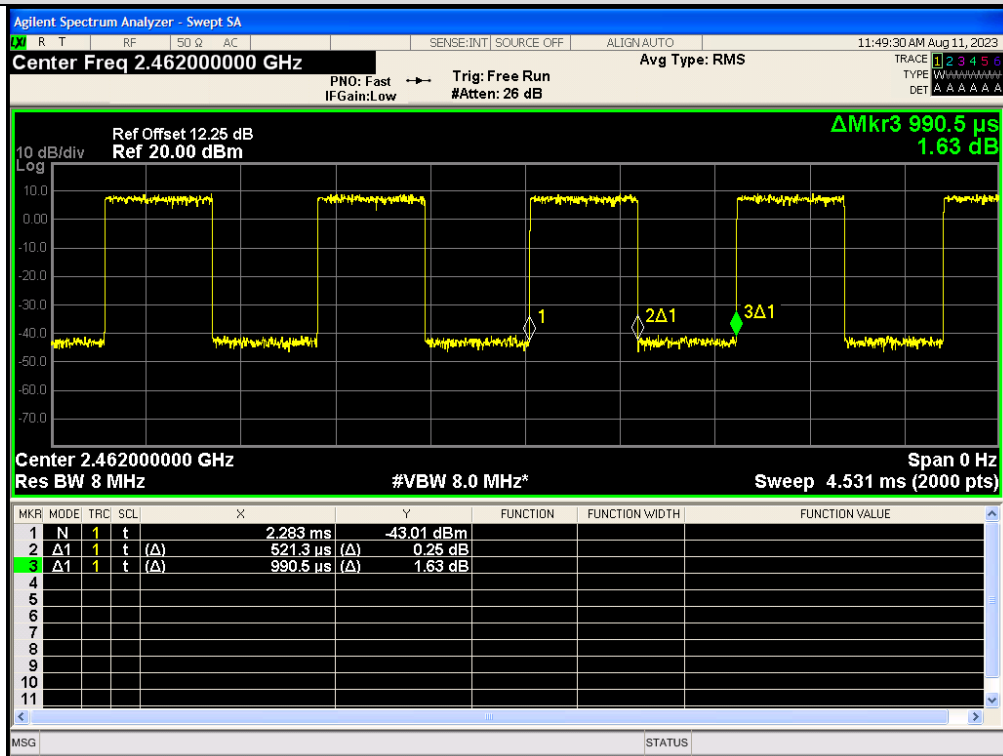 Agilent Spectrum Analyzer - Swept SA
LXI R T RF 50 Ω AC SENSE:INT SOURCE OFF ALIGN AUTO 11:49:30 AM Aug 11, 2023
Center Freq 2.462000000 GHz
Avg Type: RMS
TRACE 1 2 3 4 5 6
PNO: Fast Trig: Free Run
TYPE W
IFGain:Low #Atten: 26 dB
DET A A A A A A
ΔMkr3 990.5 µs
1.63 dB
Ref Offset 12.25 dB
10 dB/div Ref 20.00 dBm
Log
10.0
0.00
-10.0
-20.0
-30.0
-40.0
-50.0
-60.0
-70.0
1
2Δ1
3Δ1
Center 2.462000000 GHz Span 0 Hz
Res BW 8 MHz #VBW 8.0 MHz* Sweep 4.531 ms (2000 pts)
MKR MODE TRC SCL X Y FUNCTION FUNCTION WIDTH FUNCTION VALUE
1 N 1 t 2.283 ms -43.01 dBm
2 Δ1 1 t (Δ) 521.3 µs (Δ) 0.25 dB
3 Δ1 1 t (Δ) 990.5 µs (Δ) 1.63 dB
4
5
6
7
8
9
10
11
MSG STATUS